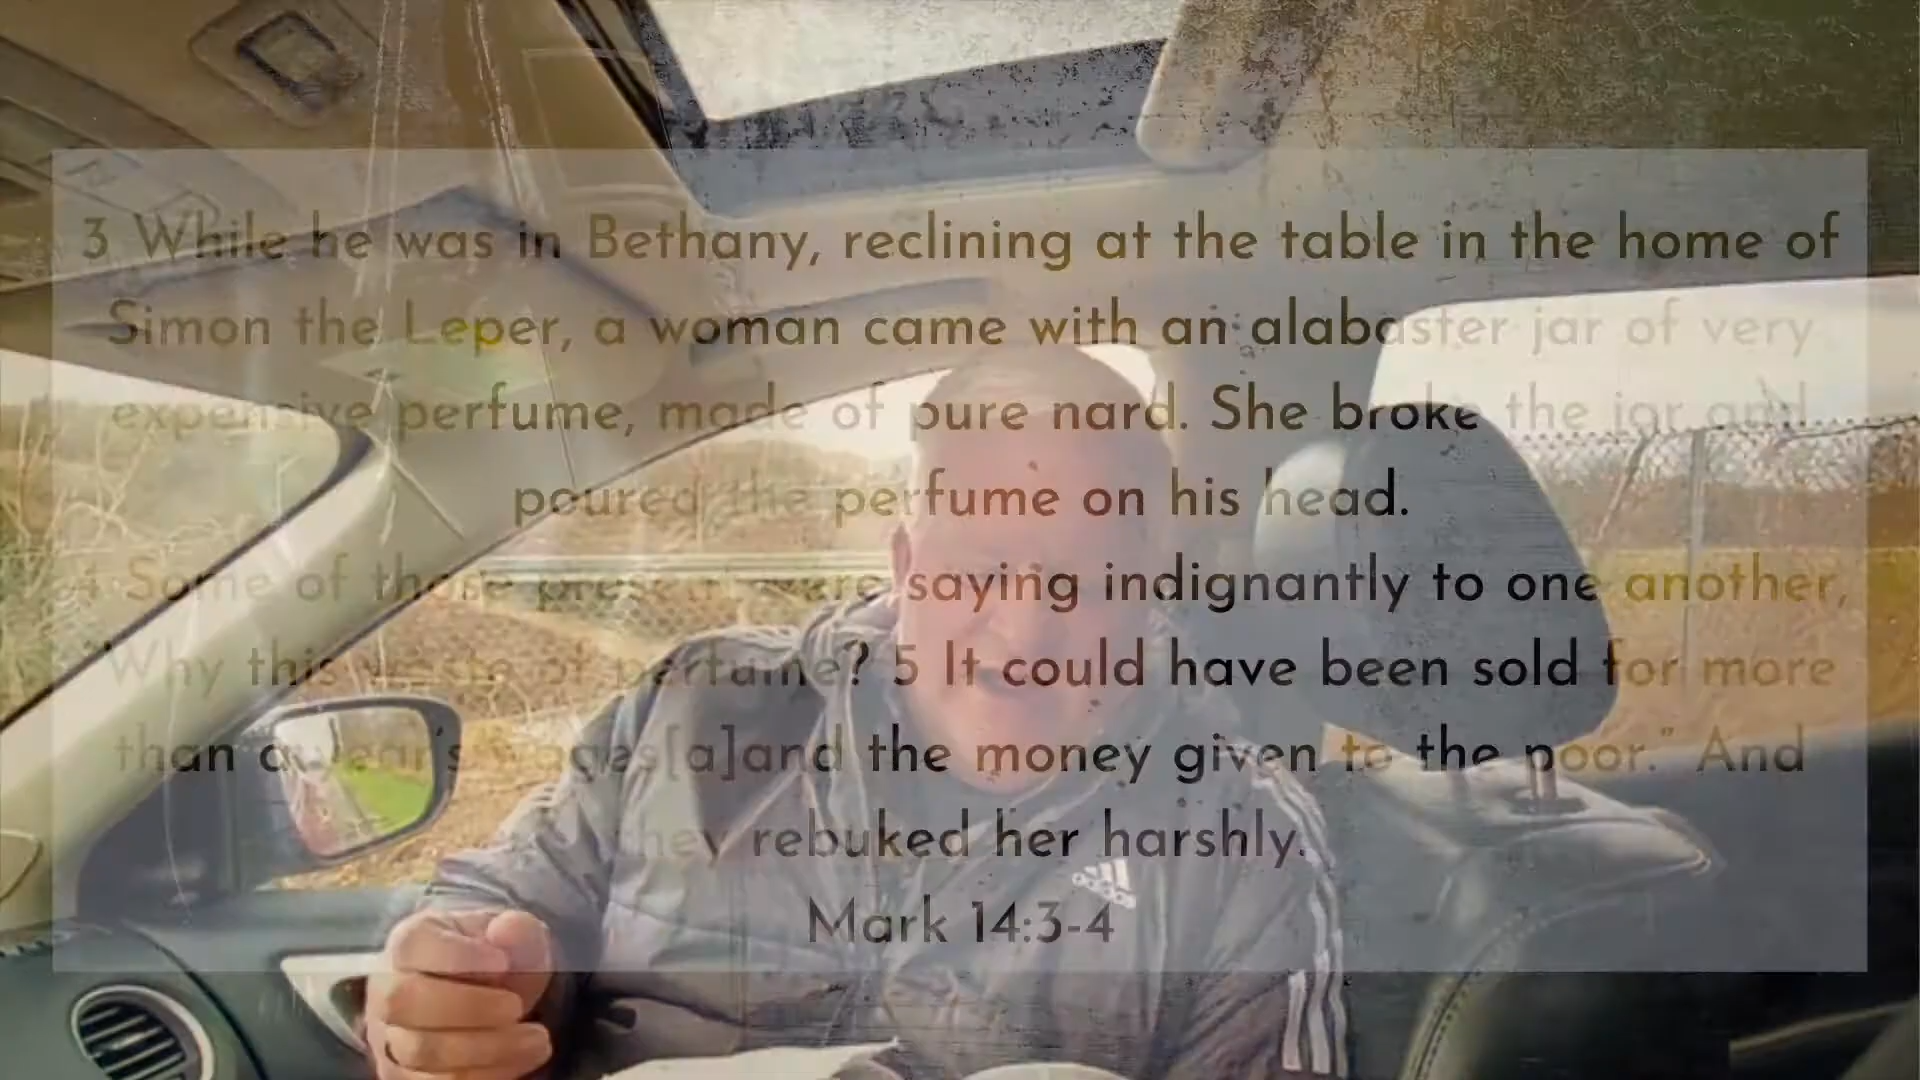 3 While he was in Bethany, reclining at the table in the home of
Simon the Leper, a woman came with an alabaster jar of very
expensive perfume, made of pure nard. She broke the jar and
poured the perfume on his head.
4 Some of those present were saying indignantly to one another,
"Why this waste of perfume? 5 It could have been sold for more
than a year's wages[a]and the money given to the poor." And
they rebuked her harshly.
Mark 14:3-4